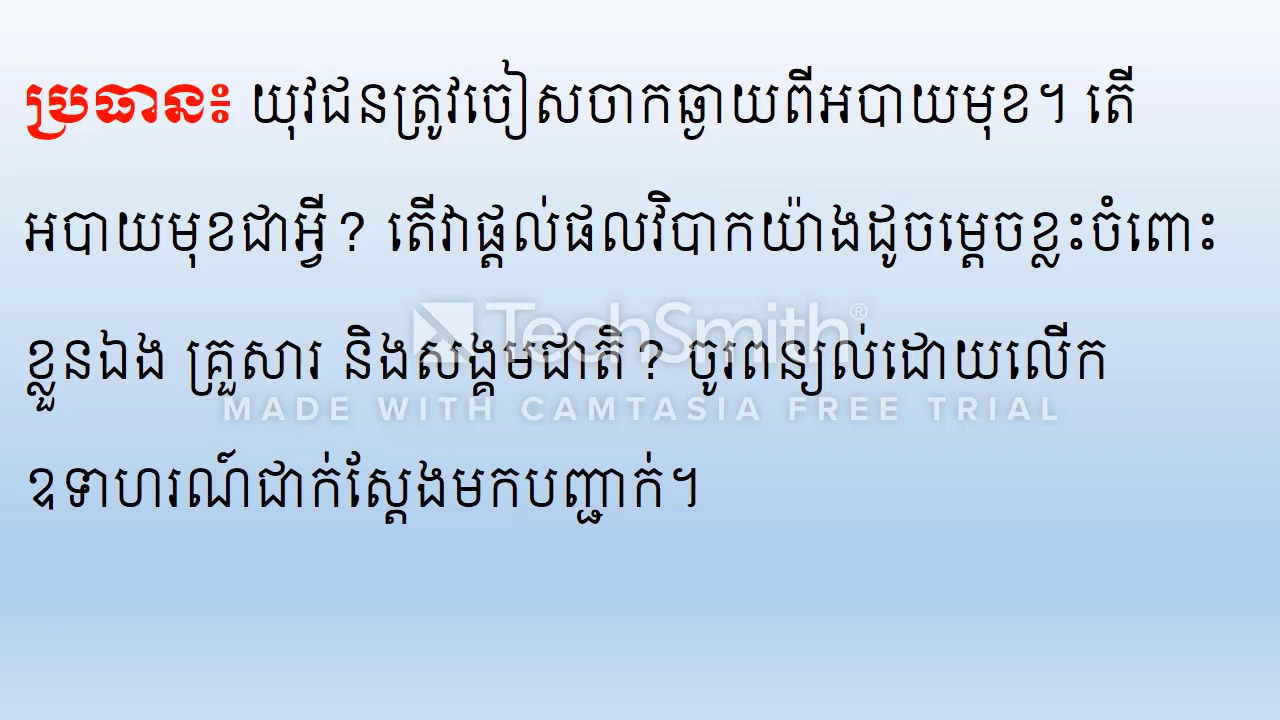 ប្រធាន៖ យុវជនត្រូវចៀសចាកឆ្ងាយពីអបាយមុខ។ តើ
អបាយមុខជាអ្វី? តើវាផ្តល់ផលវិបាកយ៉ាងដូចម្តេចខ្លះចំពោះ
TechSmith®
ខ្លួនឯង គ្រួសារ និងសង្គមជាតិ? ចូរពន្យល់ដោយលើក
MADE WITH CAMTASIA FREE TRIAL
ឧទាហរណ៍ជាក់ស្តែងមកបញ្ជាក់។